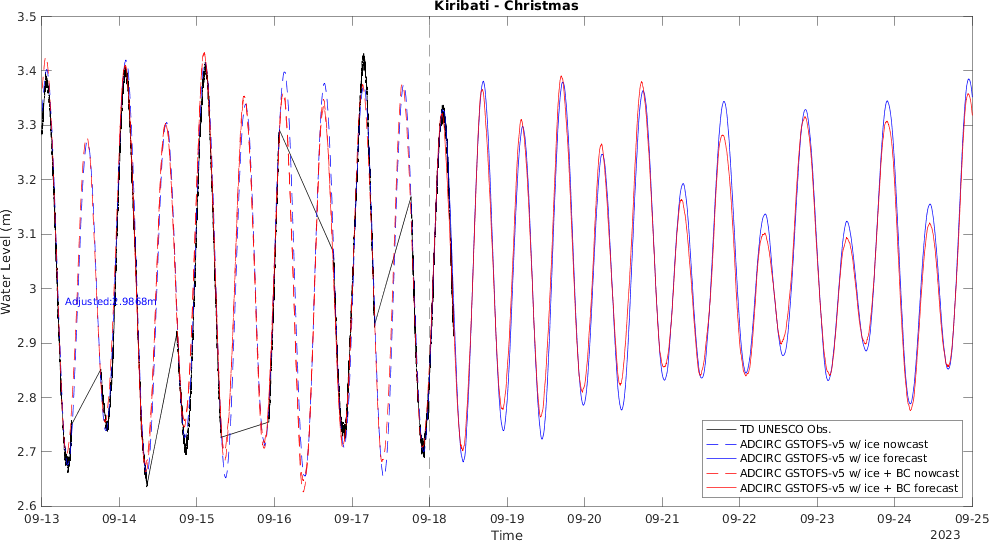 Kiribati - Christmas
3.5
3.4
3.3
3.2
3.1
3
2.9
2.8
2.7
2.6
Water Level (m)
Adjusted:2.9868m
TD UNESCO Obs.
ADCIRC GSTOFS-v5 w/ ice nowcast
ADCIRC GSTOFS-v5 w/ ice forecast
ADCIRC GSTOFS-v5 w/ ice + BC nowcast
ADCIRC GSTOFS-v5 w/ ice + BC forecast
09-13 09-14 09-15 09-16 09-17 09-18 09-19 09-20 09-21 09-22 09-23 09-24 09-25
Time
2023